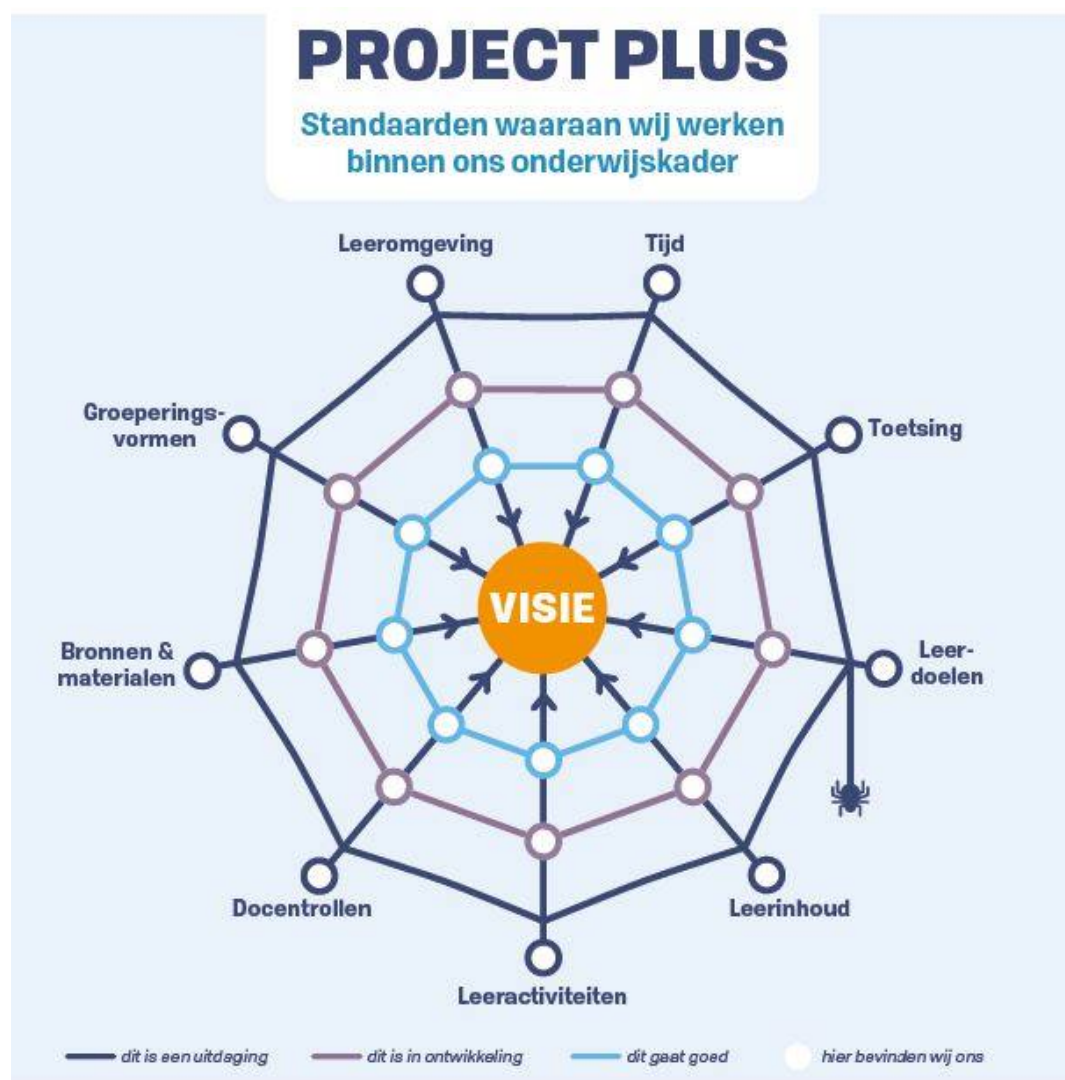 PROJECT PLUS
Standaarden waaraan wij werken
binnen ons onderwijskader
Leeromgeving
Tijd
Groeperings-
vormen
Toetsing
VISIE
Bronnen &
materialen
Leer-
doelen
Docentrollen
Leerinhoud
Leeractiviteiten
dit is een uitdaging
dit is in ontwikkeling
dit gaat goed
hier bevinden wij ons